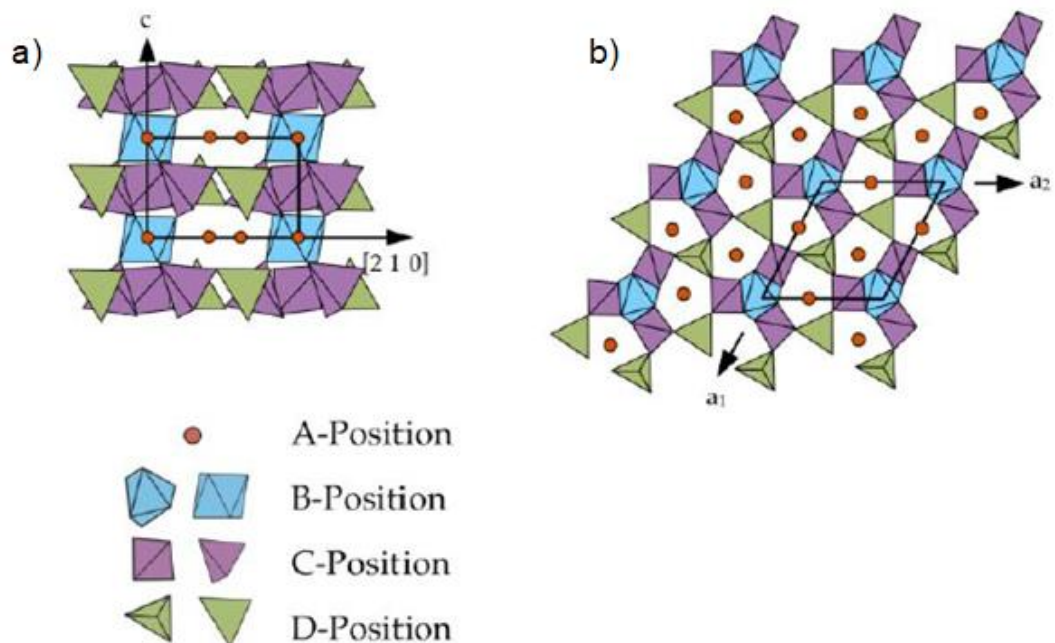 a)
c
[2 1 0]
b)
a2
a1
A-Position
B-Position
C-Position
D-Position